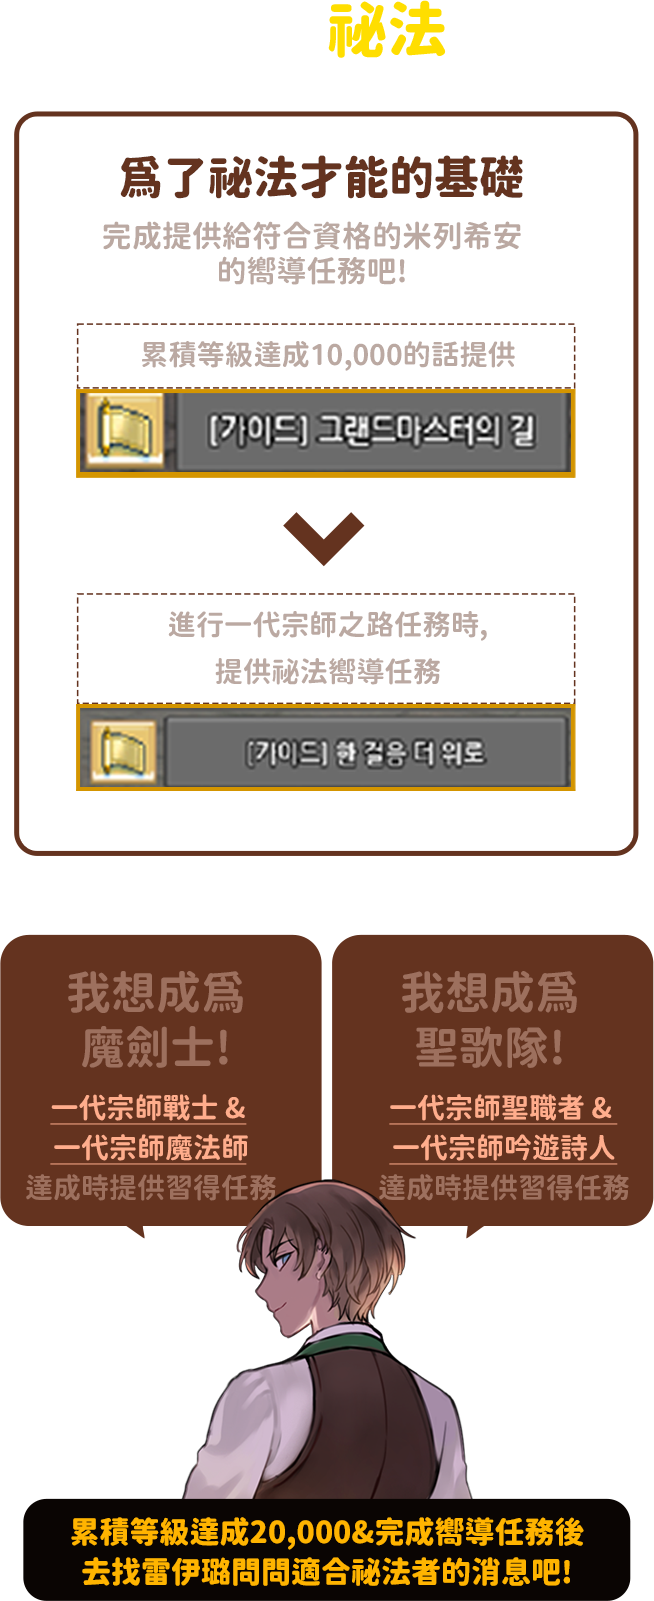 祕法
爲了祕法才能的基礎
完成提供給符合資格的米列希安
的嚮導任務吧!
累積等級達成10,000的話提供
[가이드] 그랜드마스터의 길
進行一代宗師之路任務時,
提供祕法嚮導任務
[가이드] 한 걸음 더 위로
我想成爲
魔劍士!
一代宗師戰士 &
一代宗師魔法師
達成時提供習得任務
我想成爲
聖歌隊!
一代宗師聖職者 &
一代宗師吟遊詩人
達成時提供習得任務
累積等級達成20,000&完成嚮導任務後
去找雷伊璐問問適合祕法者的消息吧!